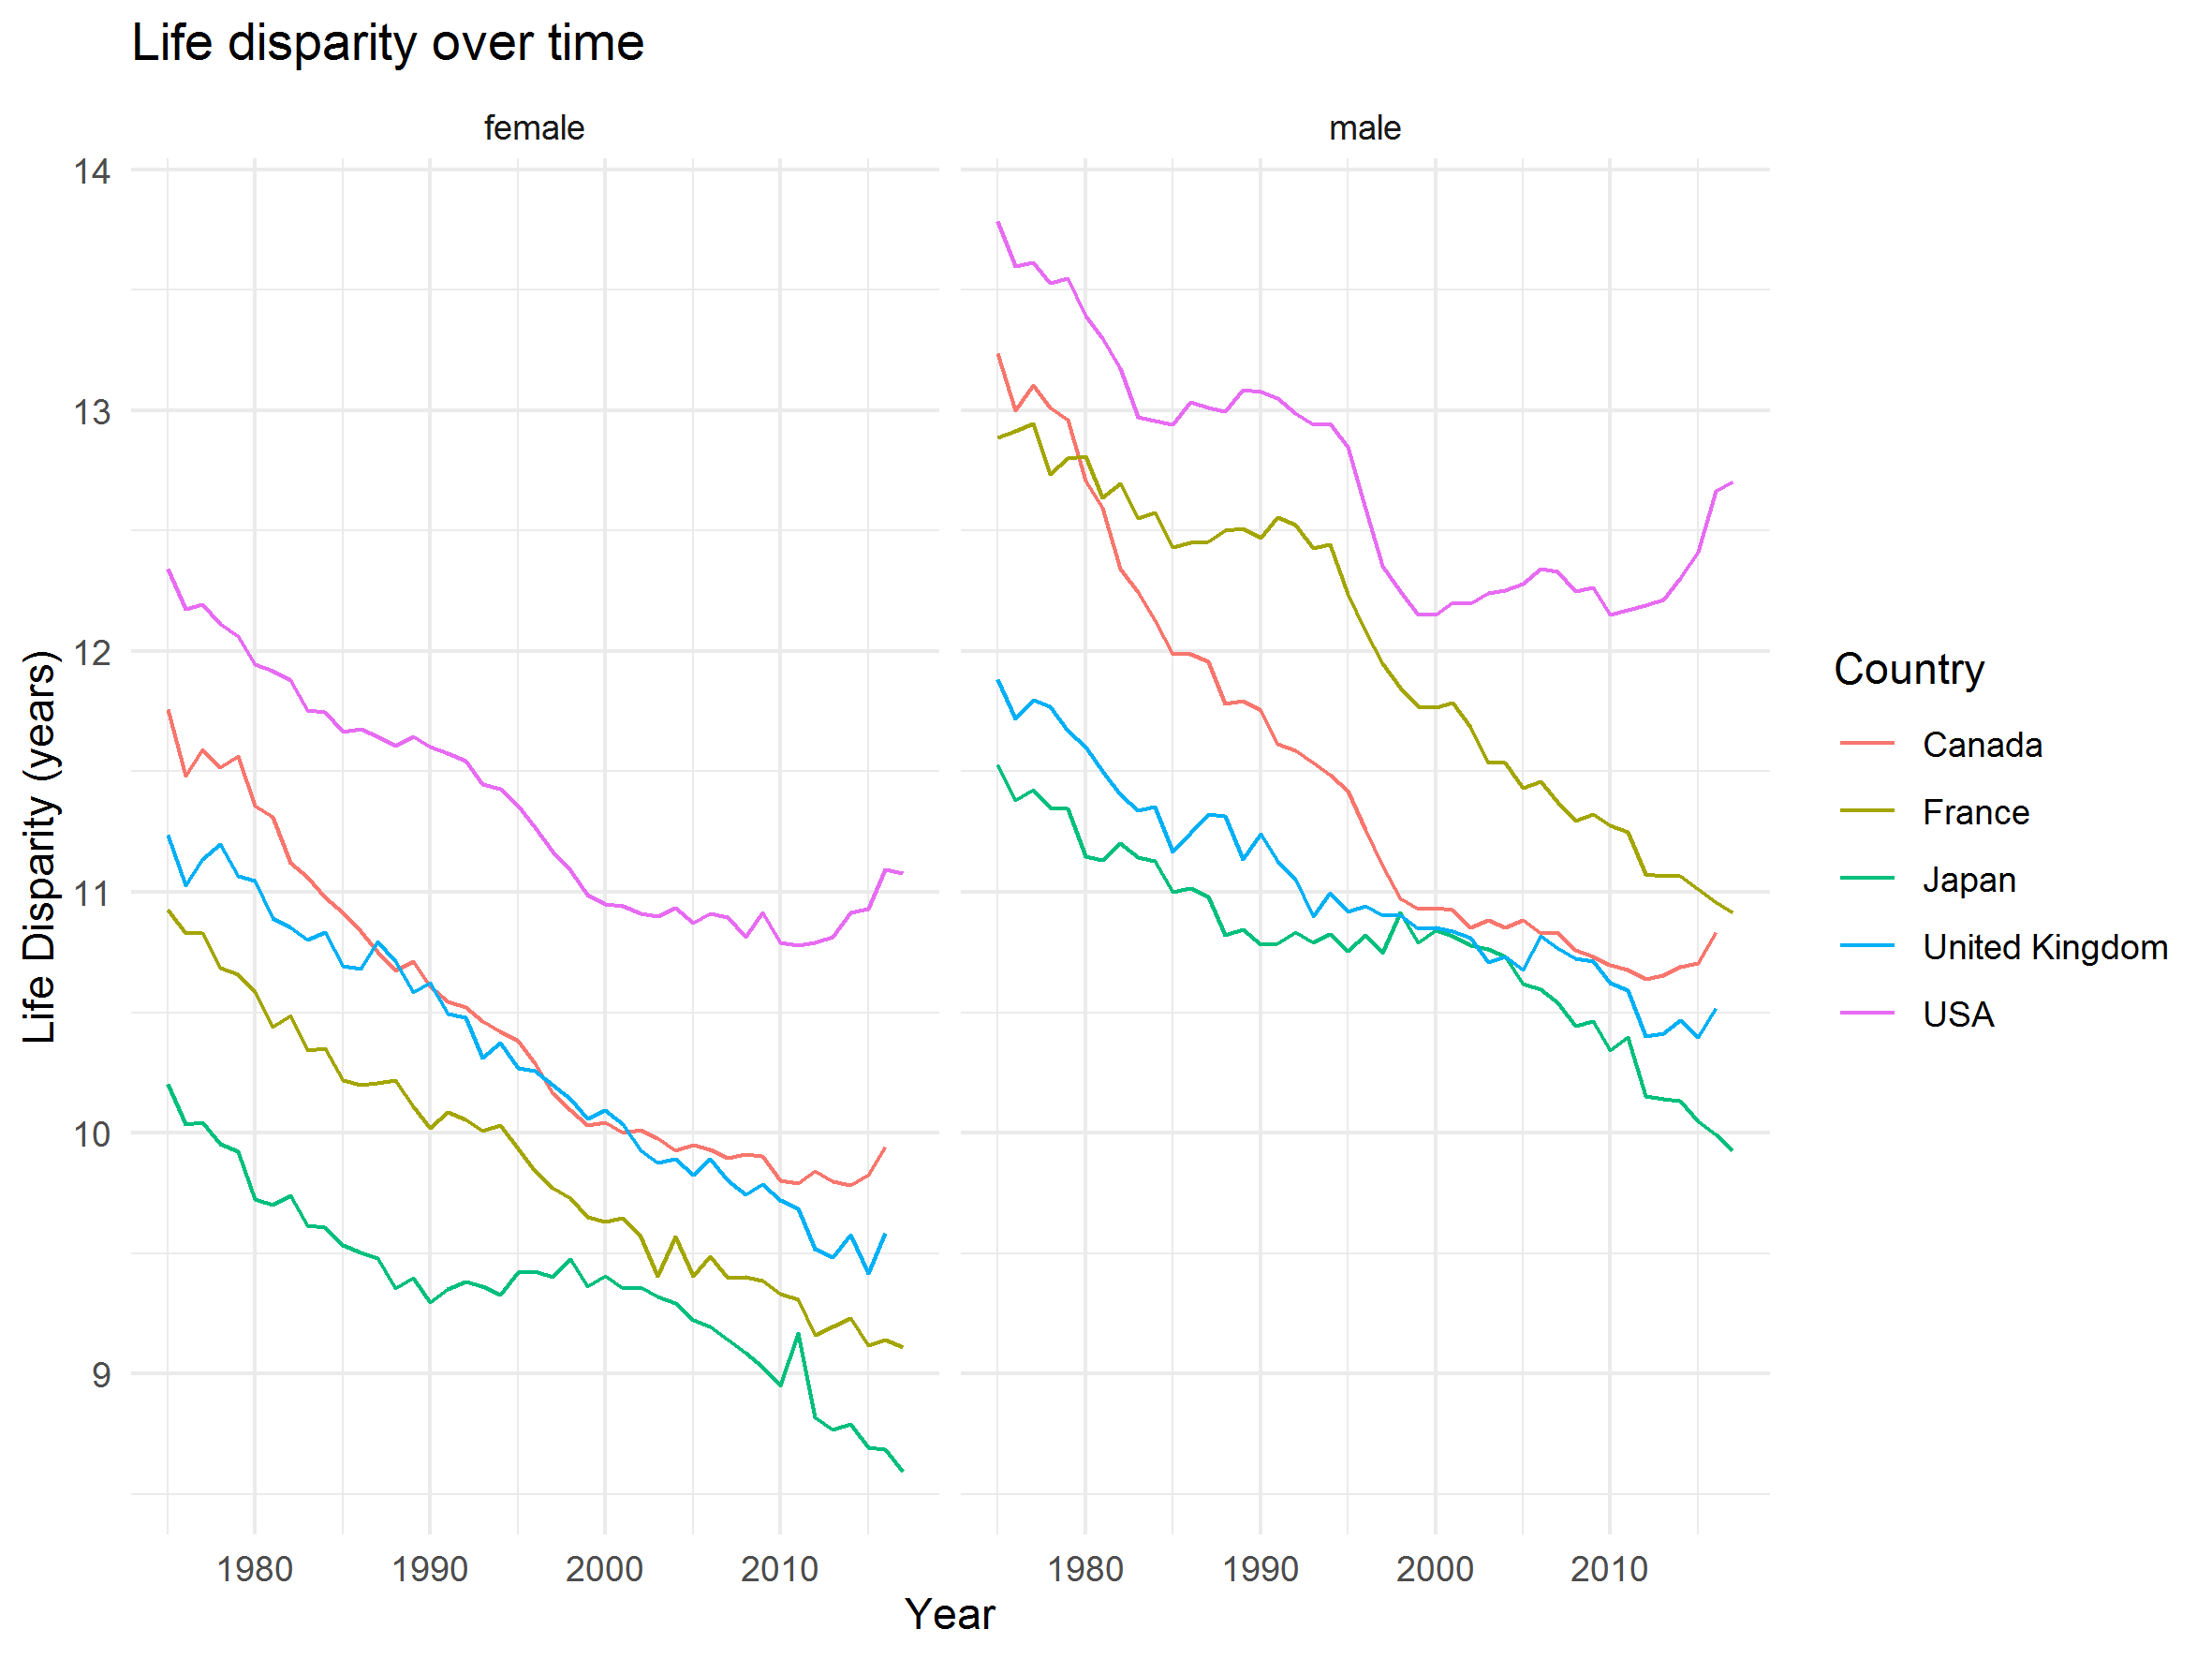 Life disparity over time
female
male
14
13
12
11
10
9
Life Disparity (years)
1980 1990 2000 2010
1980 1990 2000 2010
Year
Country
Canada
France
Japan
United Kingdom
USA